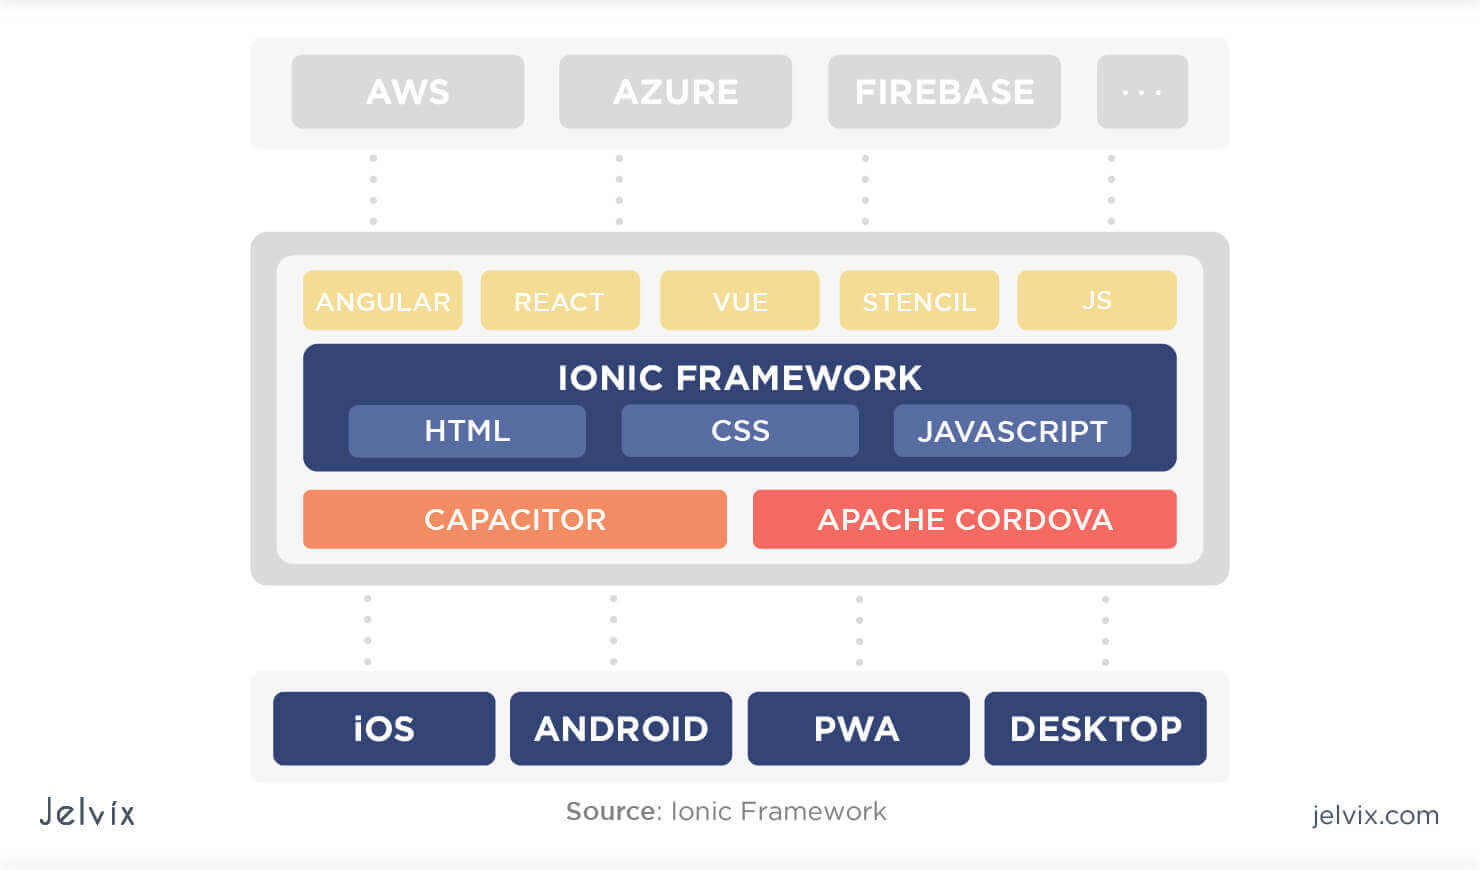 AWS AZURE FIREBASE ...
ANGULAR REACT VUE STENCIL JS
IONIC FRAMEWORK
HTML CSS JAVASCRIPT
CAPACITOR APACHE CORDOVA
iOS ANDROID PWA DESKTOP
Jelvix
Source: Ionic Framework
jelvix.com